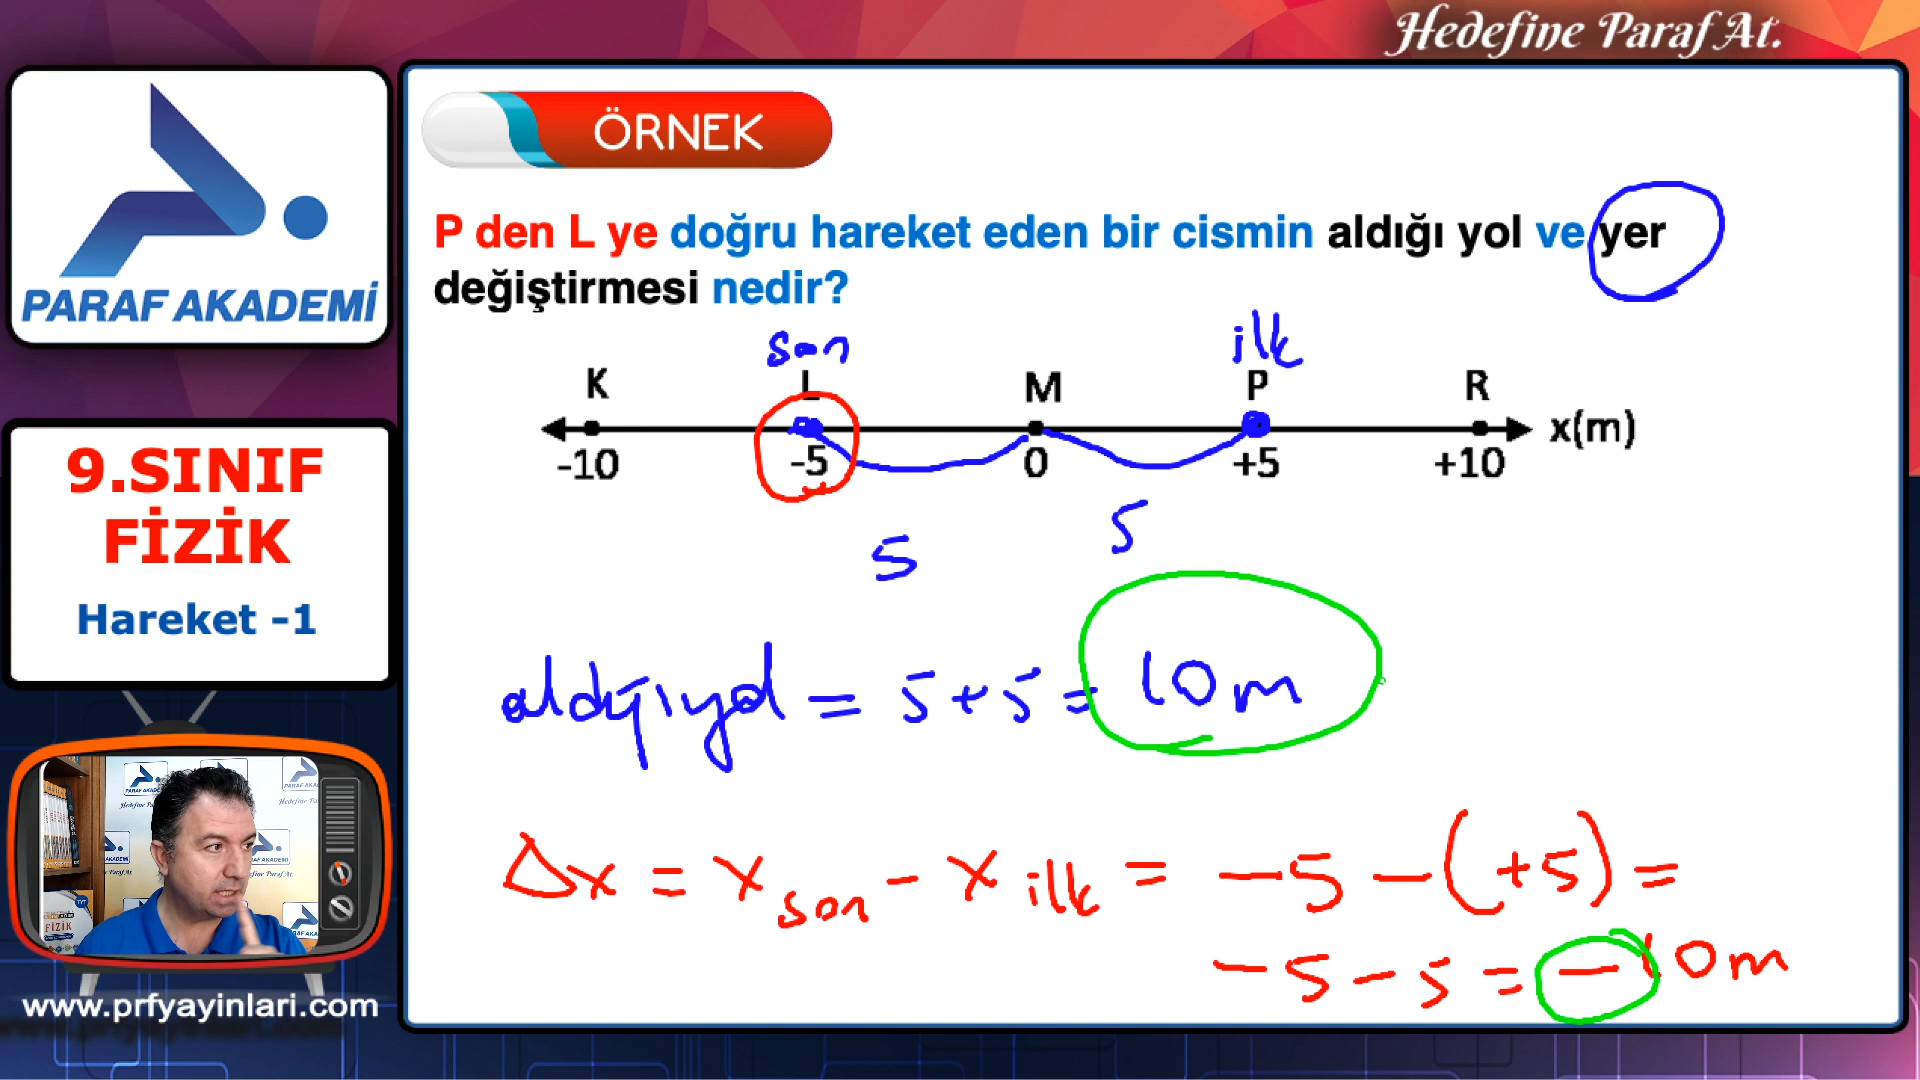 Hedefine Paraf At.
PARAF AKADEMİ
9.SINIF
FİZİK
Hareket -1
www.prfyayinlari.com
ÖRNEK
P den L ye doğru hareket eden bir cismin aldığı yol ve yer
değiştirmesi nedir?
son ilk
K L M P R
x(m)
-10 -5 0 +5 +10
5 5
aldığı yol = 5+5 = 10m
Δx = x son - x ilk = -5 - (+5) =
-5 - 5 = -10m